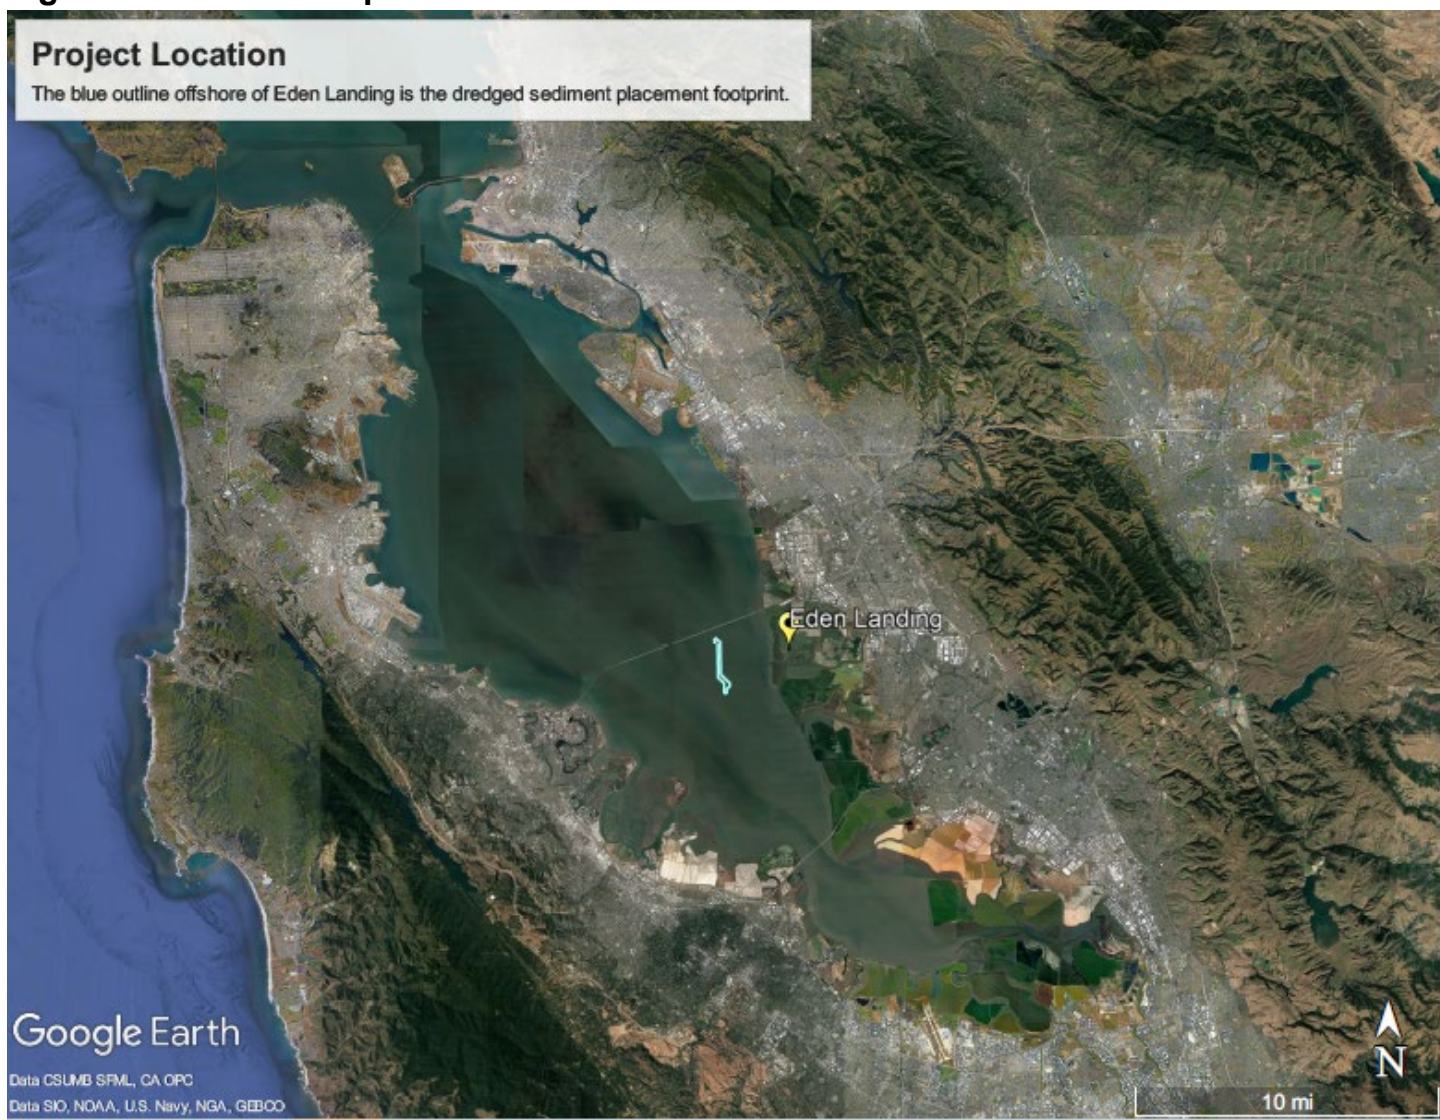 Project Location
The blue outline offshore of Eden Landing is the dredged sediment placement footprint.
Eden Landing
Google Earth
N
Data CSUMB SFML, CA OPC
Data SIO, NOAA, U.S. Navy, NGA, GEBCO
10 mi